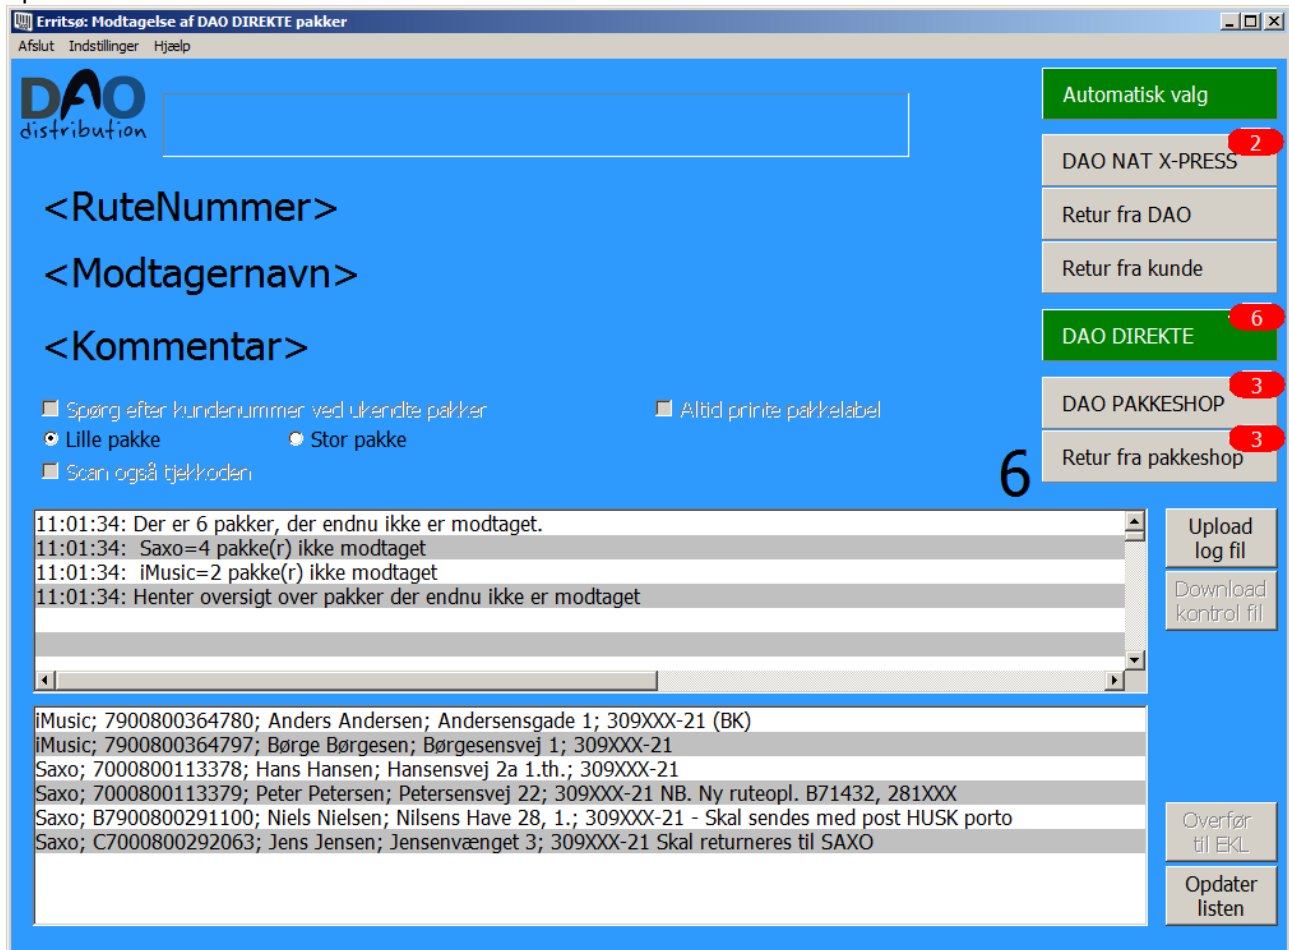 Erritsø: Modtagelse af DAO DIREKTE pakker
Afslut Indstillinger Hjælp
DAO
distribution
Automatisk valg
2
DAO NAT X-PRESS
<RuteNummer>
Retur fra DAO
<Modtagernavn>
Retur fra kunde
6
DAO DIREKTE
<Kommentar>
3
DAO PAKKESHOP
Spørg efter kundenummer ved ukendte pakker
Altid printe pakkelabel
Lille pakke
Stor pakke
3
Retur fra pakkeshop
Scan også tjekkoden
6
11:01:34: Der er 6 pakker, der endnu ikke er modtaget.
11:01:34: Saxo=4 pakke(r) ikke modtaget
11:01:34: iMusic=2 pakke(r) ikke modtaget
11:01:34: Henter oversigt over pakker der endnu ikke er modtaget
Upload
log fil
Download
kontrol fil
iMusic; 7900800364780; Anders Andersen; Andersensgade 1; 309XXX-21 (BK)
iMusic; 7900800364797; Børge Børgesen; Børgesensvej 1; 309XXX-21
Saxo; 7000800113378; Hans Hansen; Hansensvej 2a 1.th.; 309XXX-21
Saxo; 7000800113379; Peter Petersen; Petersensvej 22; 309XXX-21 NB. Ny ruteopl. B71432, 281XXX
Saxo; B7900800291100; Niels Nielsen; Nilsens Have 28, 1.; 309XXX-21 - Skal sendes med post HUSK porto
Saxo; C7000800292063; Jens Jensen; Jensenvænget 3; 309XXX-21 Skal returneres til SAXO
Overfør
til EKL
Opdater
listen